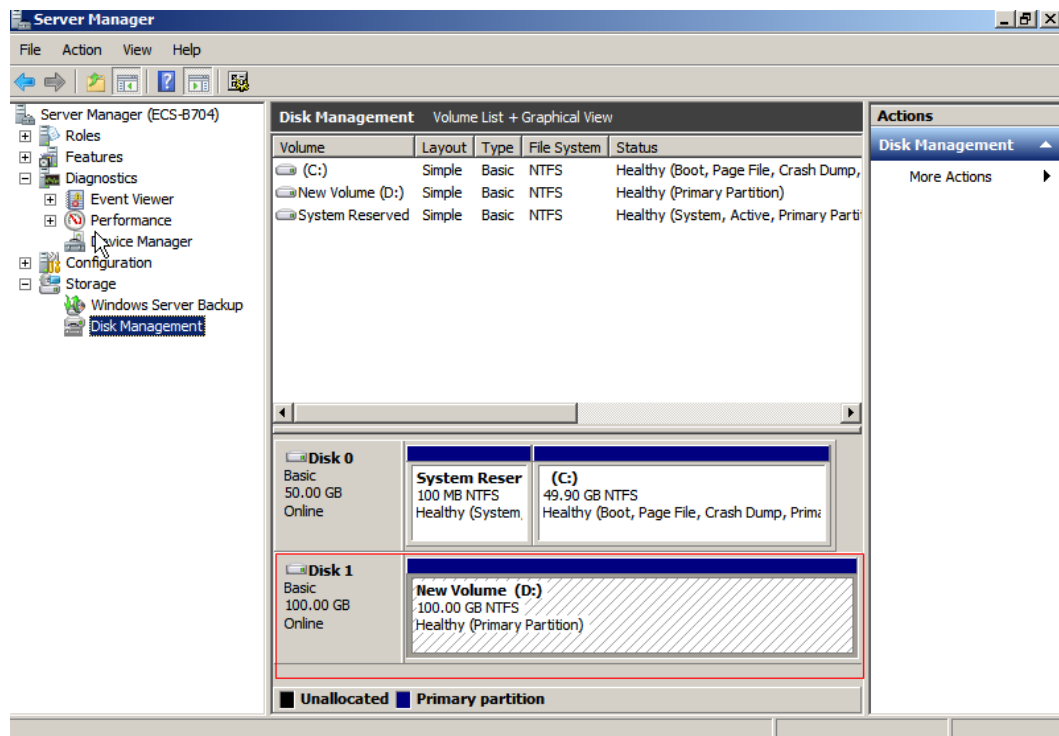 Server Manager
File Action View Help
Server Manager (ECS-B704)
Roles
Features
Diagnostics
Event Viewer
Performance
Device Manager
Configuration
Storage
Windows Server Backup
Disk Management
Disk Management Volume List + Graphical View
Volume Layout Type File System Status
(C:) Simple Basic NTFS Healthy (Boot, Page File, Crash Dump,
New Volume (D:) Simple Basic NTFS Healthy (Primary Partition)
System Reserved Simple Basic NTFS Healthy (System, Active, Primary Parti
Disk 0
Basic
50.00 GB
Online
System Reser
100 MB NTFS
Healthy (System,
(C:)
49.90 GB NTFS
Healthy (Boot, Page File, Crash Dump, Prima
Disk 1
Basic
100.00 GB
Online
New Volume (D:)
100.00 GB NTFS
Healthy (Primary Partition)
Unallocated Primary partition
Actions
Disk Management
More Actions